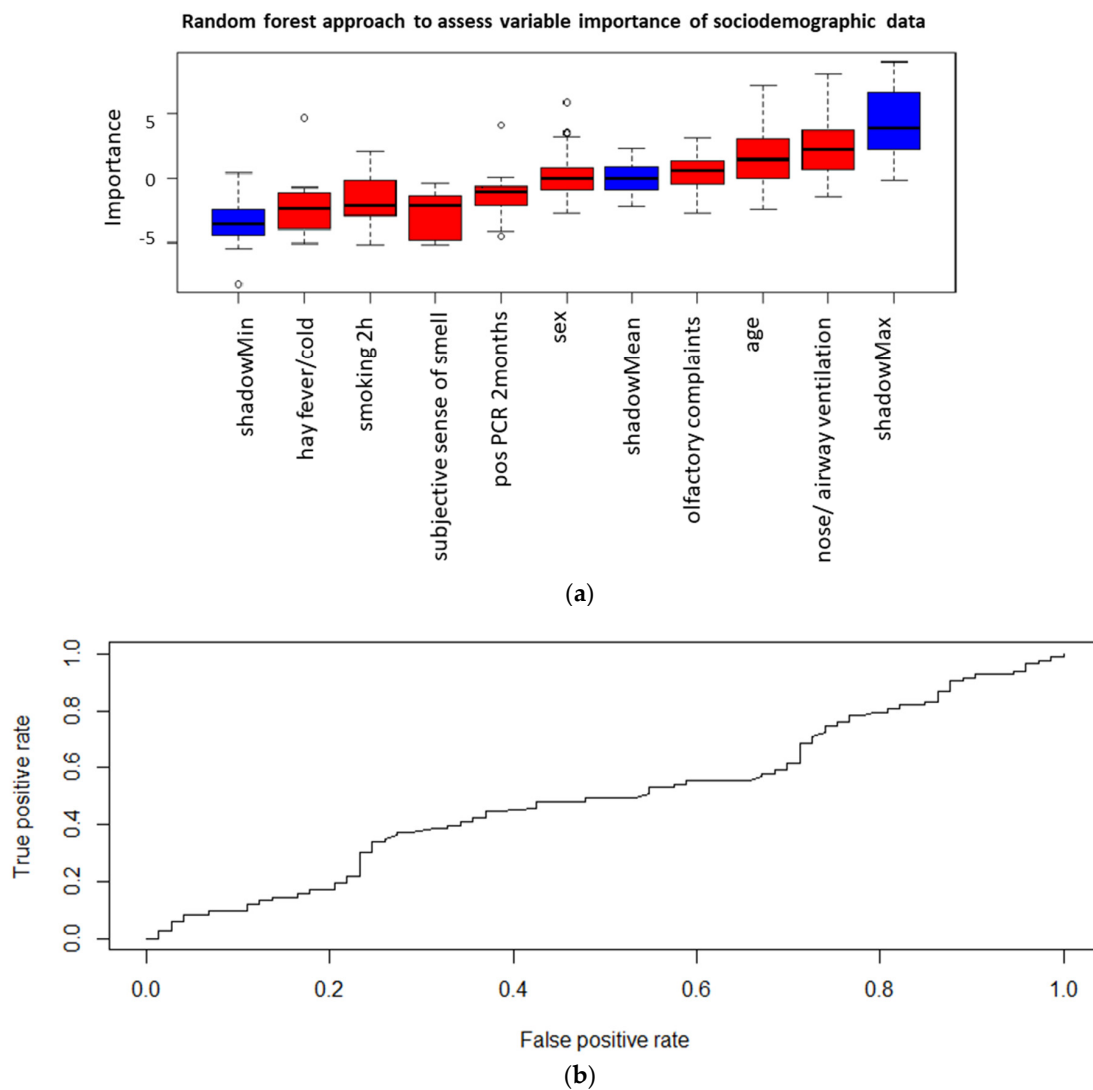 Random forest approach to assess variable importance of sociodemographic data
Importance
5
0
-5
shadowMin
hay fever/cold
smoking 2h
subjective sense of smell
pos PCR 2months
sex
shadowMean
olfactory complaints
age
nose/ airway ventilation
shadowMax
(a)
True positive rate
1.0
0.8
0.6
0.4
0.2
0.0
0.0 0.2 0.4 0.6 0.8 1.0
False positive rate
(b)